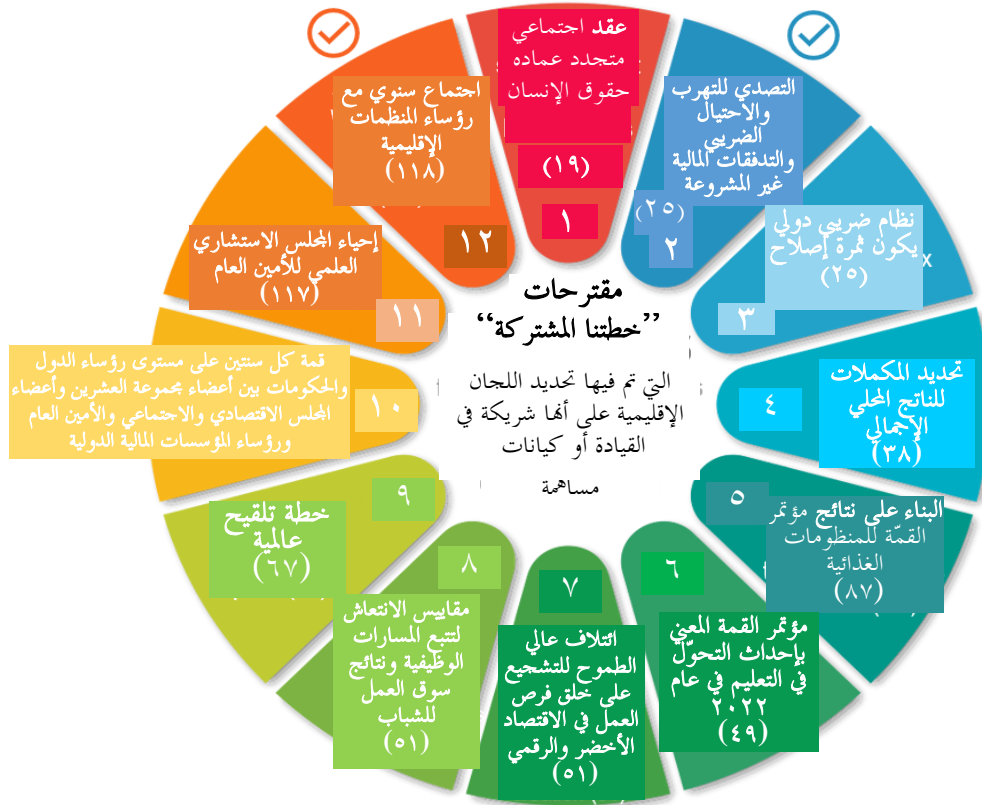 مقترحات
”خطتنا المشتركة“
التي تم فيها تحديد اللجان
الإقليمية على أنها شريكة في
القيادة أو كيانات
مساهمة
عقد اجتماعي
متجدد عماده
حقوق الإنسان
(١٩)
١
التصدي للتهرب
والاحتيال
الضريبي
والتدفقات المالية
غير المشروعة
(٢٥)
٢
نظام ضريبي دولي
يكون ثمرة إصلاح
(٢٥)
x
٣
تحديد المكملات
للناتج المحلي
الإجمالي
(٣٨)
٤
٥
البناء على نتائج مؤتمر
القمّة للمنظومات
الغذائية
(٨٧)
٦
مؤتمر القمة المعني
بإحداث التحوّل
في التعليم في عام
٢٠٢٢
(٤٩)
٧
ائتلاف عالي
الطموح للتشجيع
على خلق فرص
العمل في الاقتصاد
الأخضر والرقمي
(٥١)
٨
مقاييس الانتعاش
لتتبع المسارات
الوظيفية ونتائج
سوق العمل
للشباب
(٥١)
٩
خطة تلقيح
عالمية
(٦٧)
قمة كل سنتين على مستوى رؤساء الدول
والحكومات بين أعضاء مجموعة العشرين وأعضاء
المجلس الاقتصادي والاجتماعي والأمين العام
ورؤساء المؤسسات المالية الدولية
١٠
إحياء المجلس الاستشاري
العلمي للأمين العام
(١١٧)
١١
اجتماع سنوي مع
رؤساء المنظمات
الإقليمية
(١١٨)
١٢